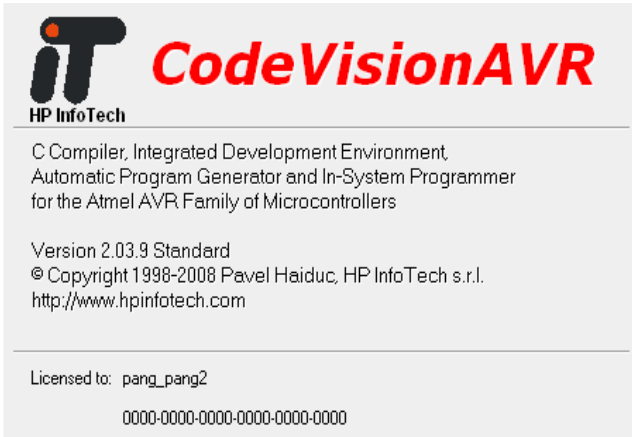 iT
CodeVisionAVR
HP InfoTech
C Compiler, Integrated Development Environment,
Automatic Program Generator and In-System Programmer
for the Atmel AVR Family of Microcontrollers
Version 2.03.9 Standard
© Copyright 1998-2008 Pavel Haiduc, HP InfoTech s.r.l.
http://www.hpinfotech.com
Licensed to: pang_pang2
0000-0000-0000-0000-0000-0000